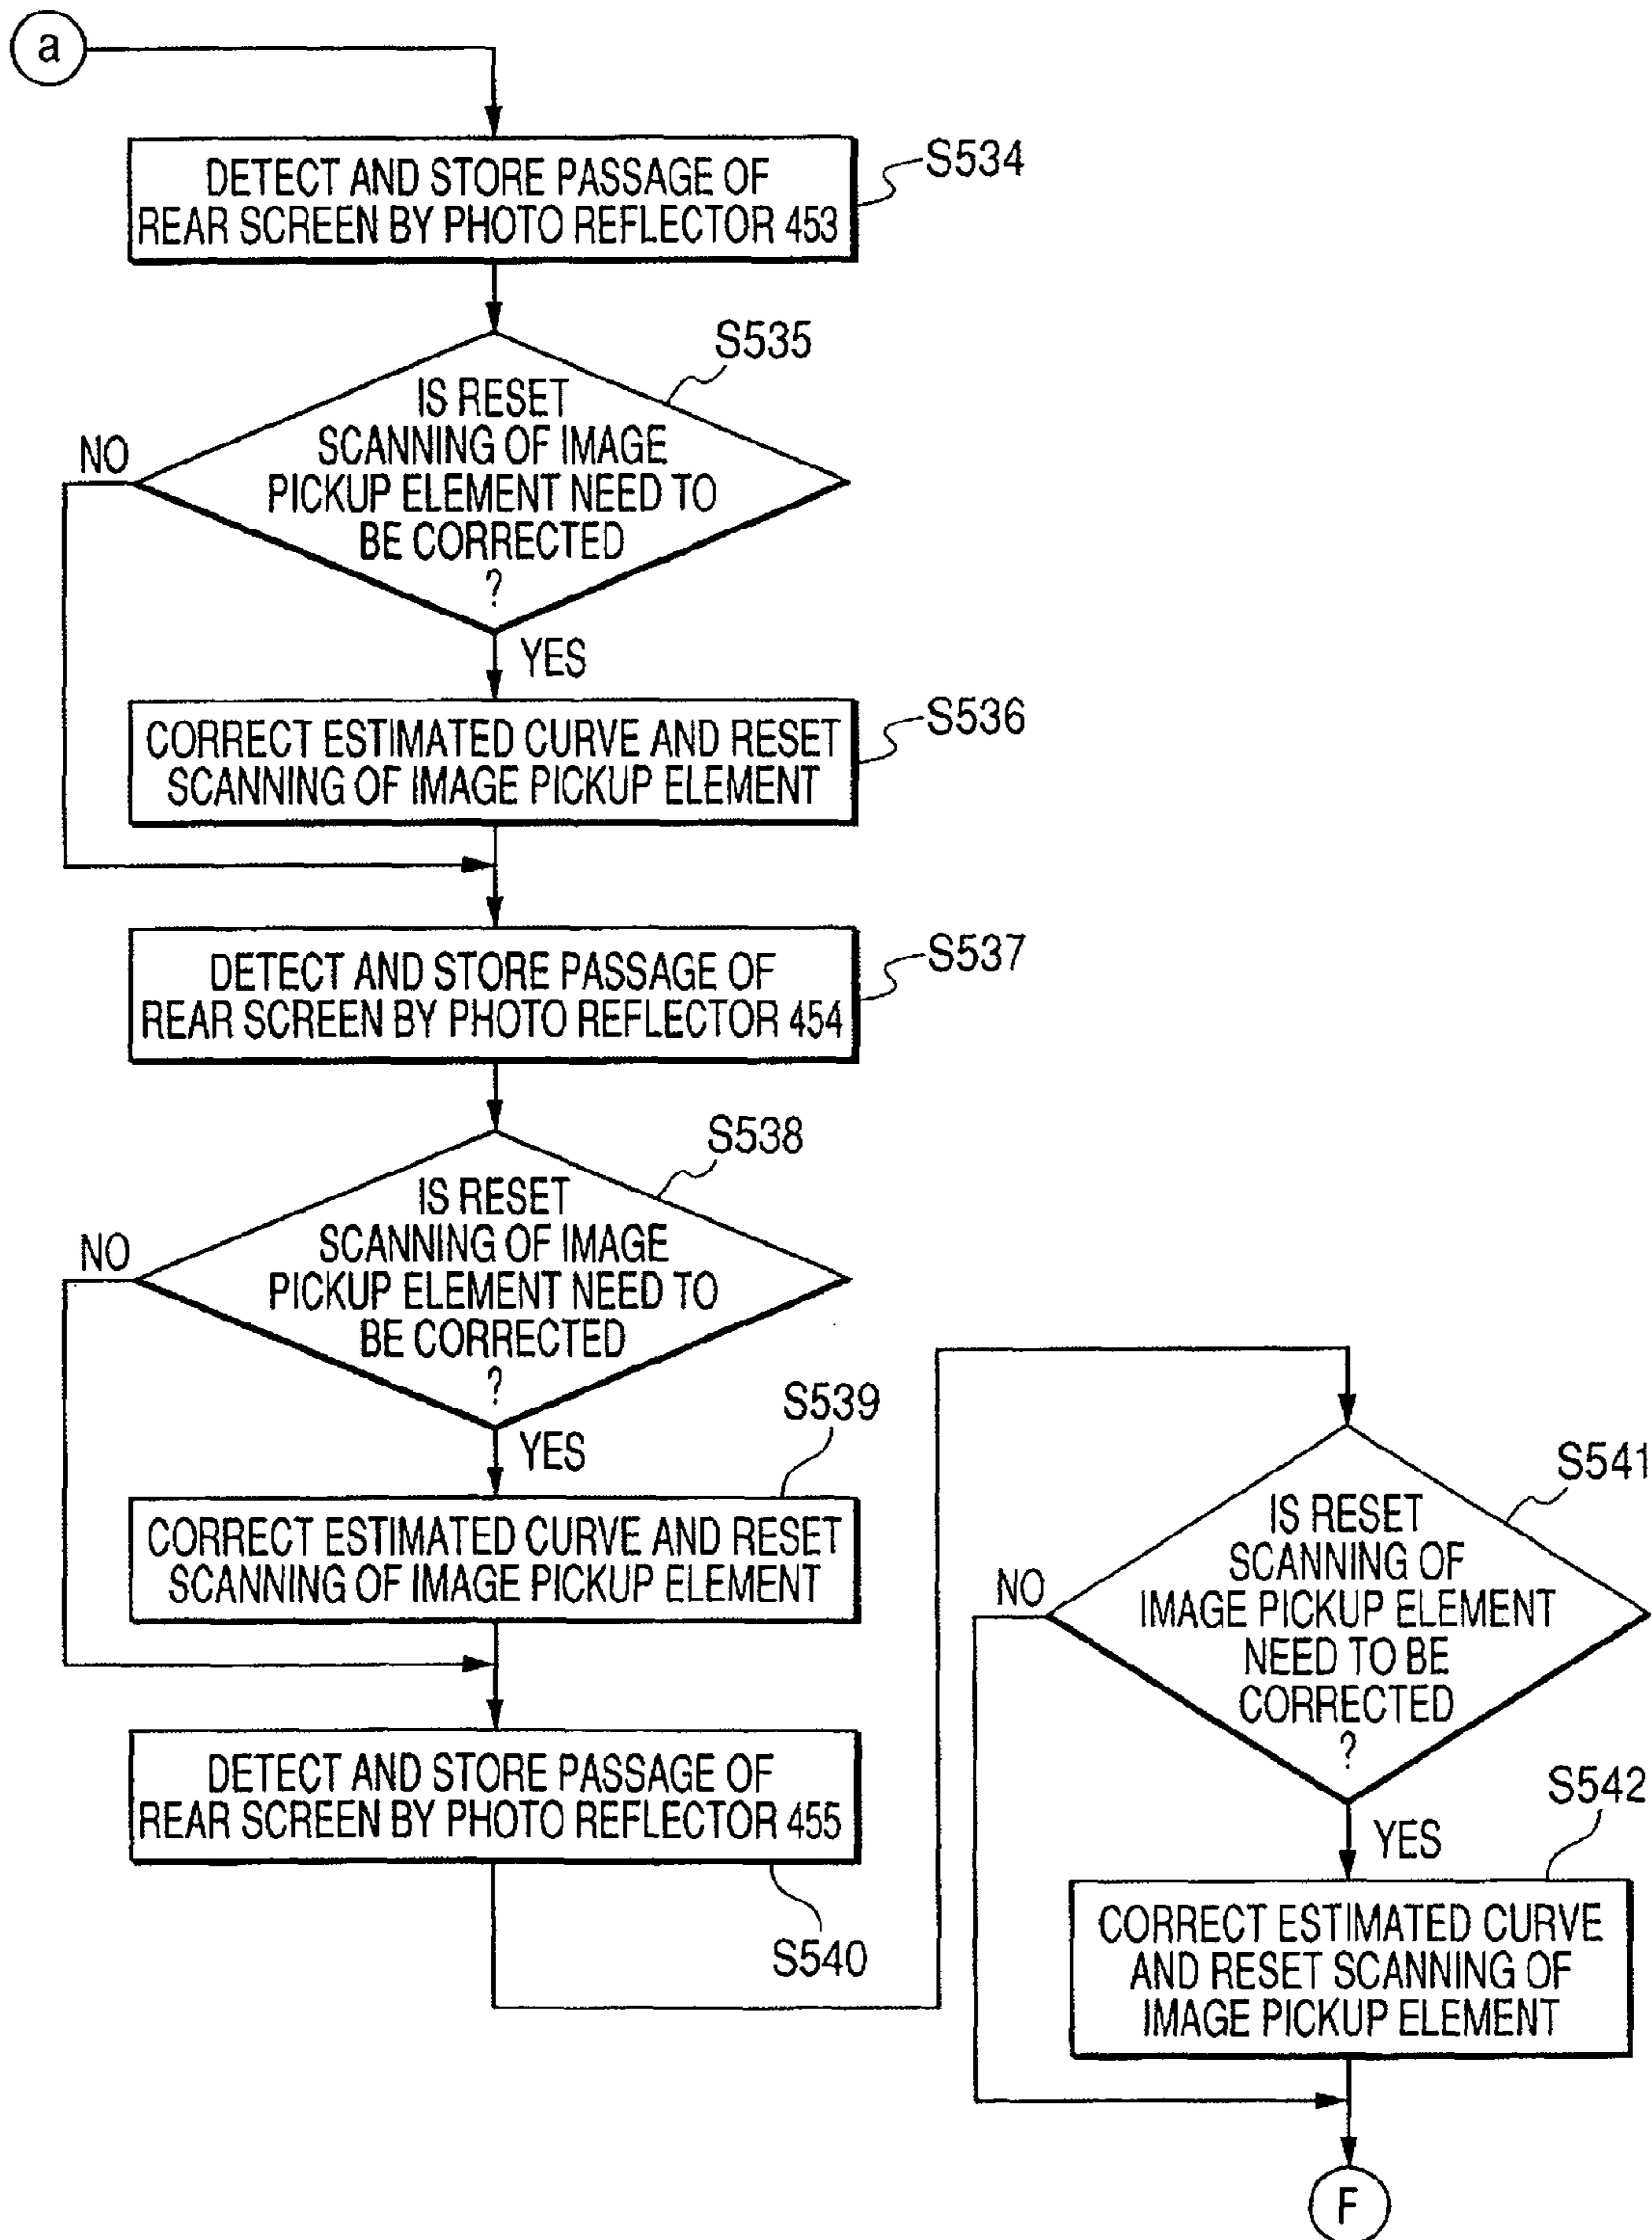 a
DETECT AND STORE PASSAGE OF
REAR SCREEN BY PHOTO REFLECTOR 453
S534
S535
IS RESET
SCANNING OF IMAGE
PICKUP ELEMENT NEED TO
BE CORRECTED
?
NO
YES
CORRECT ESTIMATED CURVE AND RESET
SCANNING OF IMAGE PICKUP ELEMENT
S536
DETECT AND STORE PASSAGE OF
REAR SCREEN BY PHOTO REFLECTOR 454
S537
S538
IS RESET
SCANNING OF IMAGE
PICKUP ELEMENT NEED TO
BE CORRECTED
?
NO
YES
S539
CORRECT ESTIMATED CURVE AND RESET
SCANNING OF IMAGE PICKUP ELEMENT
DETECT AND STORE PASSAGE OF
REAR SCREEN BY PHOTO REFLECTOR 455
S540
S541
IS RESET
SCANNING OF
IMAGE PICKUP ELEMENT
NEED TO BE
CORRECTED
?
NO
YES
S542
CORRECT ESTIMATED CURVE
AND RESET SCANNING OF
IMAGE PICKUP ELEMENT
F